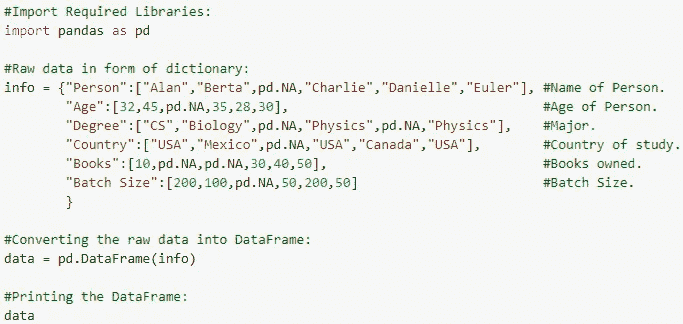 #Import Required Libraries:
import pandas as pd
#Raw data in form of dictionary:
info = {"Person":["Alan","Berta",pd.NA,"Charlie","Danielle","Euler"], #Name of Person.
"Age":[32,45,pd.NA,35,28,30], #Age of Person.
"Degree":["CS","Biology",pd.NA,"Physics",pd.NA,"Physics"], #Major.
"Country":["USA","Mexico",pd.NA,"USA","Canada","USA"], #Country of study.
"Books":[10,pd.NA,pd.NA,30,40,50], #Books owned.
"Batch Size":[200,100,pd.NA,50,200,50] #Batch Size.
}
#Converting the raw data into DataFrame:
data = pd.DataFrame(info)
#Printing the DataFrame:
data